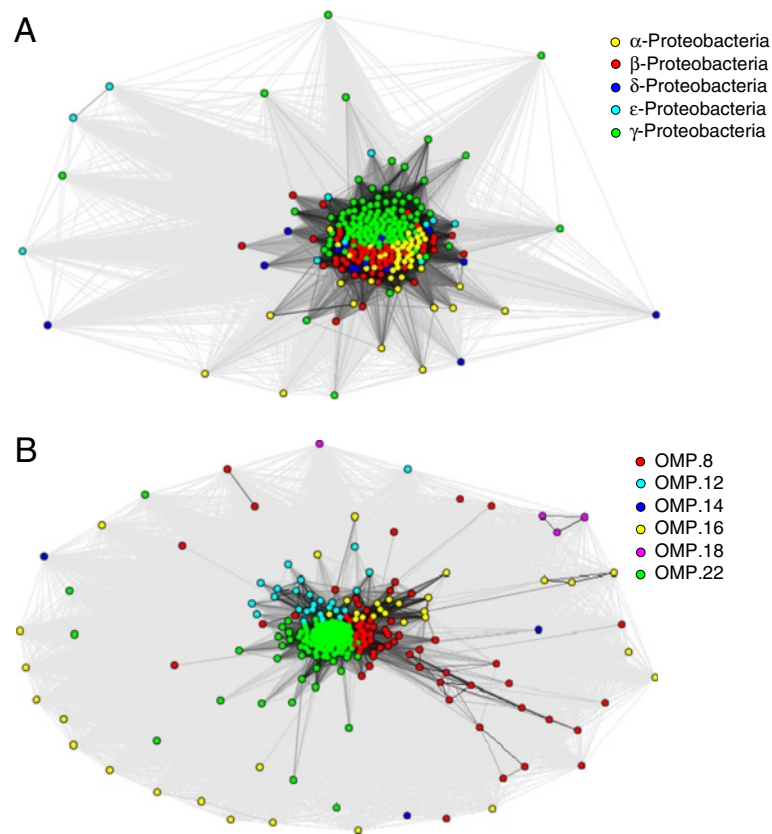 A
α-Proteobacteria
β-Proteobacteria
δ-Proteobacteria
ε-Proteobacteria
γ-Proteobacteria
B
OMP.8
OMP.12
OMP.14
OMP.16
OMP.18
OMP.22